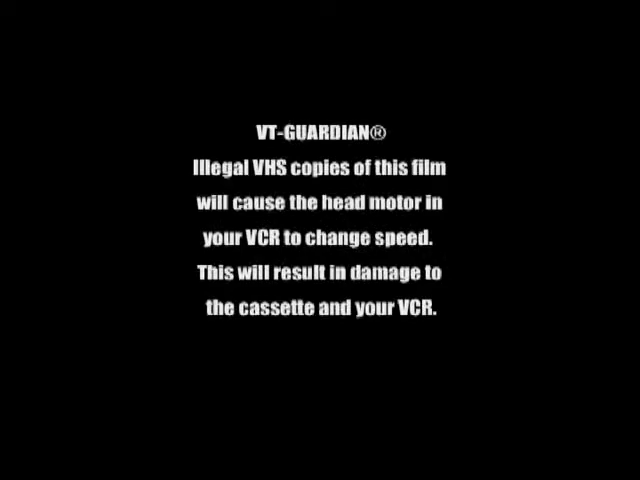 VT-GUARDIAN®
Illegal VHS copies of this film
will cause the head motor in
your VCR to change speed.
This will result in damage to
the cassette and your VCR.